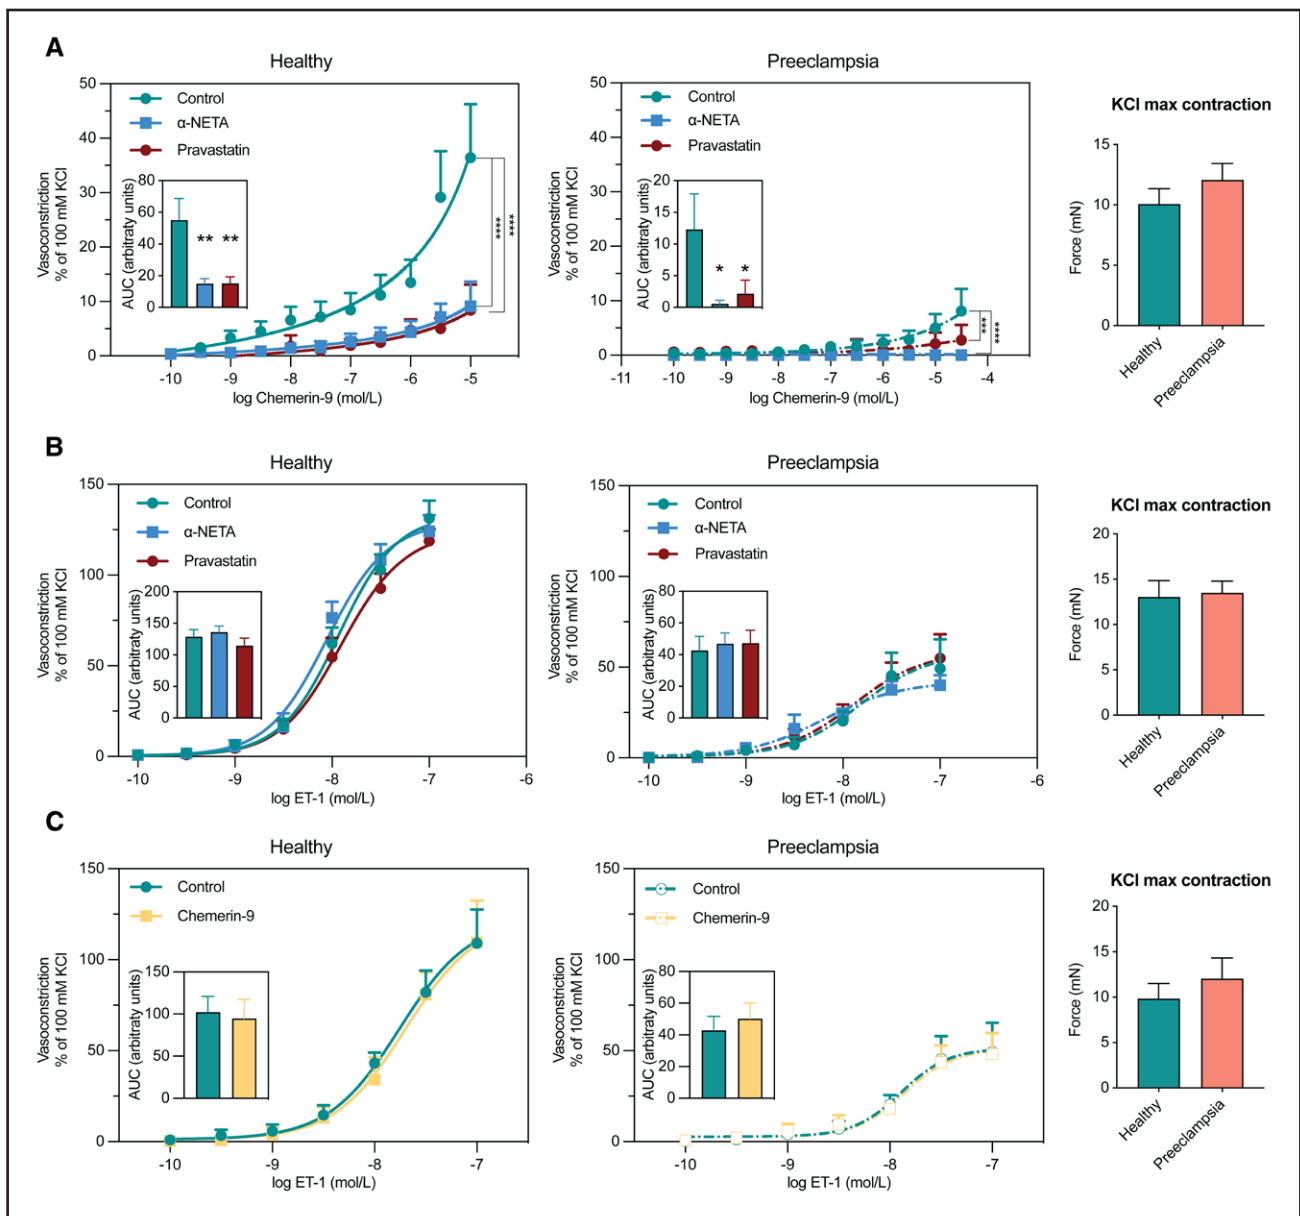 A
Healthy
Vasoconstriction
% of 100 mM KCl
50
40
30
20
10
0
Control
α-NETA
Pravastatin
AUC (arbitraty units)
80
60
40
20
0
**
**
****
****
-10
-9
-8
-7
-6
-5
log Chemerin-9 (mol/L)
Preeclampsia
Vasoconstriction
% of 100 mM KCl
50
40
30
20
10
0
Control
α-NETA
Pravastatin
AUC (arbitraty units)
20
15
10
5
0
*
*
***
****
-11
-10
-9
-8
-7
-6
-5
-4
log Chemerin-9 (mol/L)
KCl max contraction
Force (mN)
15
10
5
0
Healthy
Preeclampsia
B
Healthy
Vasoconstriction
% of 100 mM KCl
150
100
50
0
Control
α-NETA
Pravastatin
AUC (arbitraty units)
200
150
100
50
0
-10
-9
-8
-7
-6
log ET-1 (mol/L)
Preeclampsia
Vasoconstriction
% of 100 mM KCl
150
100
50
0
Control
α-NETA
Pravastatin
AUC (arbitraty units)
80
60
40
20
0
-10
-9
-8
-7
-6
log ET-1 (mol/L)
KCl max contraction
Force (mN)
20
15
10
5
0
Healthy
Preeclampsia
C
Healthy
Vasoconstriction
% of 100 mM KCl
150
100
50
0
Control
Chemerin-9
AUC (arbitraty units)
150
100
50
0
-10
-9
-8
-7
log ET-1 (mol/L)
Preeclampsia
Vasoconstriction
% of 100 mM KCl
150
100
50
0
Control
Chemerin-9
AUC (arbitraty units)
80
60
40
20
0
-10
-9
-8
-7
log ET-1 (mol/L)
KCl max contraction
Force (mN)
20
15
10
5
0
Healthy
Preeclampsia